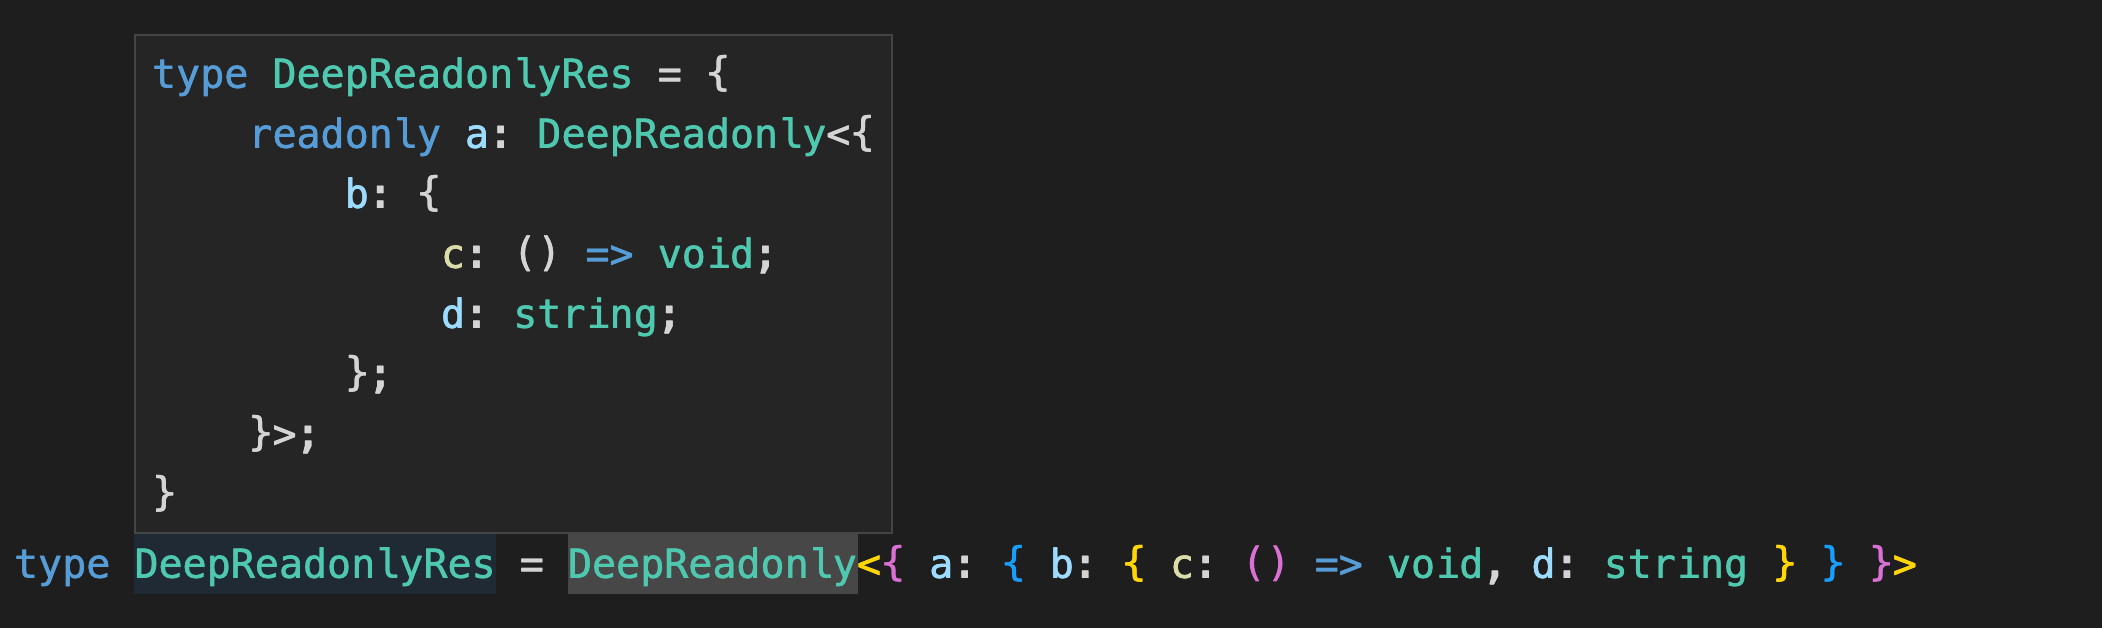 type DeepReadonlyRes = {
    readonly a: DeepReadonly<{
        b: {
            c: () => void;
            d: string;
        };
    }>;
}
type DeepReadonlyRes = DeepReadonly<{ a: { b: { c: () => void, d: string } } }>